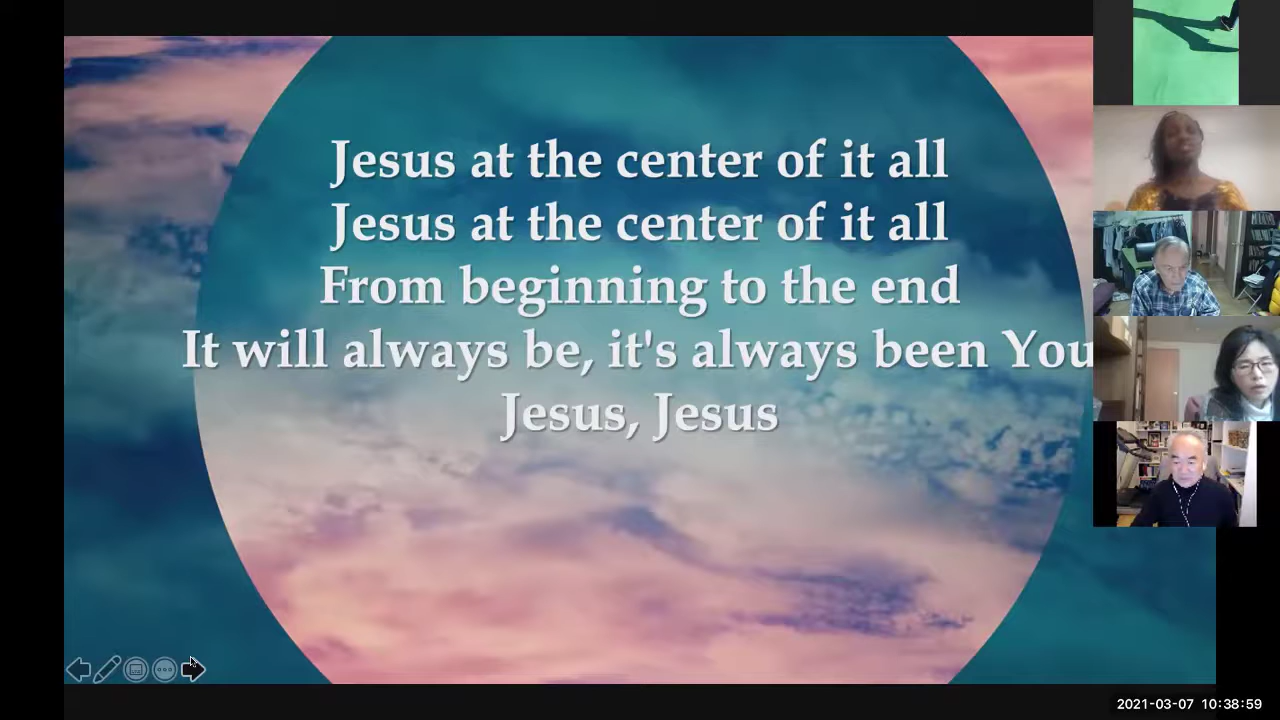 Jesus at the center of it all
Jesus at the center of it all
From beginning to the end
It will always be, it's always been You
Jesus, Jesus
2021-03-07 10:38:59